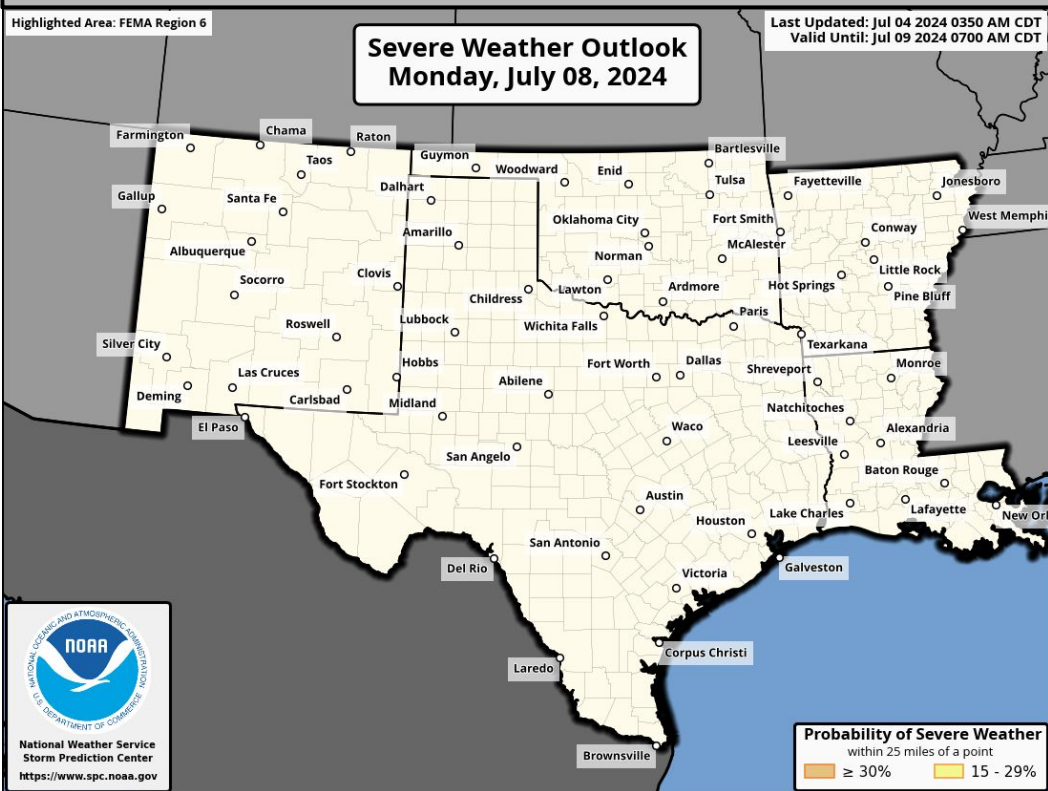 Highlighted Area: FEMA Region 6
Last Updated: Jul 04 2024 0350 AM CDT
Valid Until: Jul 09 2024 0700 AM CDT
Severe Weather Outlook
Monday, July 08, 2024
Farmington
Chama
Raton
Taos
Guymon
Woodward
Enid
Bartlesville
Tulsa
Fayetteville
Jonesboro
Gallup
Santa Fe
Dalhart
Amarillo
Oklahoma City
Fort Smith
West Memphi
Conway
Albuquerque
Norman
McAlester
Socorro
Clovis
Childress
Lawton
Ardmore
Hot Springs
Little Rock
Pine Bluff
Roswell
Lubbock
Wichita Falls
Paris
Texarkana
Silver City
Las Cruces
Hobbs
Fort Worth
Dallas
Shreveport
Monroe
Deming
Carlsbad
Midland
Abilene
Natchitoches
El Paso
Waco
Leesville
Alexandria
San Angelo
Fort Stockton
Baton Rouge
Austin
Houston
Lake Charles
Lafayette
New Orl
San Antonio
Del Rio
Galveston
Victoria
Laredo
Corpus Christi
Brownsville
NATIONAL OCEANIC AND ATMOSPHERIC ADMINISTRATION
NOAA
U.S. DEPARTMENT OF COMMERCE
National Weather Service
Storm Prediction Center
https://www.spc.noaa.gov
Probability of Severe Weather
within 25 miles of a point
≥ 30%
15 - 29%